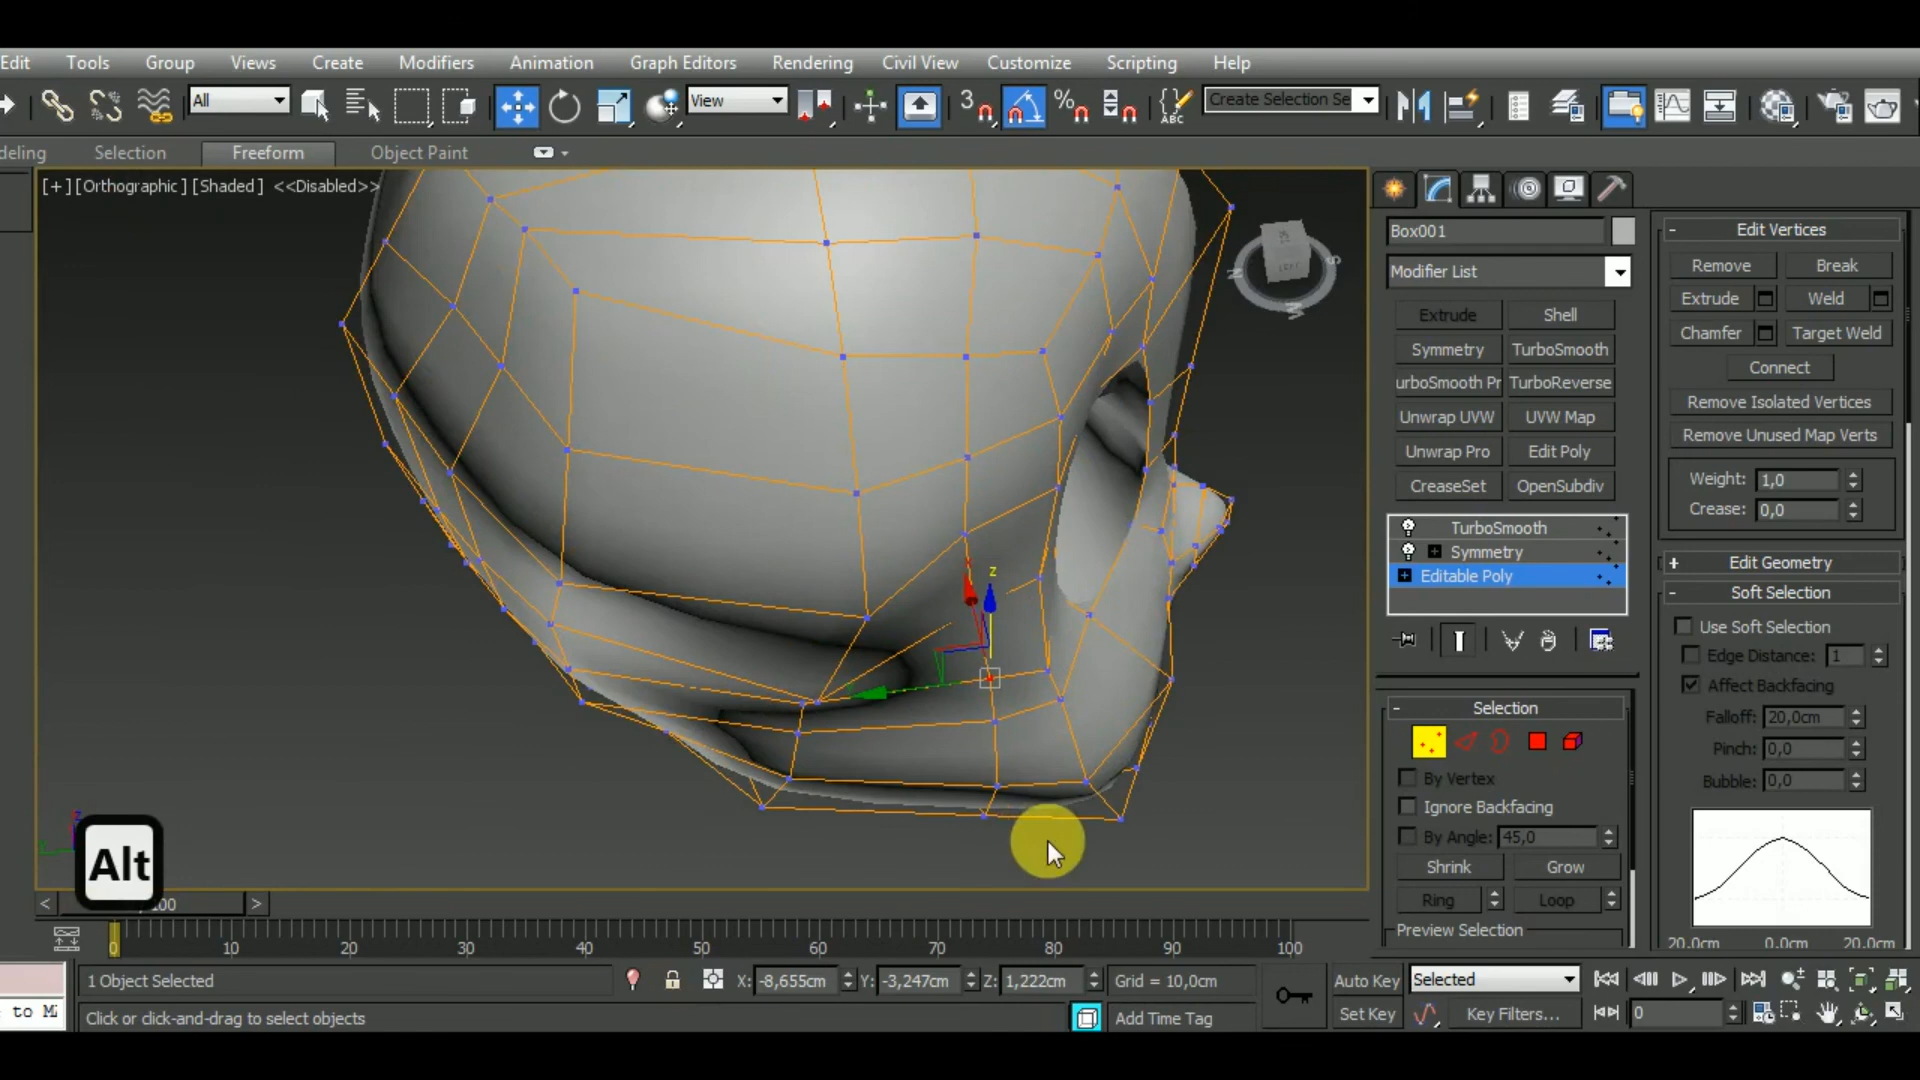 Edit Tools Group Views Create Modifiers Animation Graph Editors Rendering Civil View Customize Scripting Help
All View 3 % ABC Create Selection Se
deling Selection Freeform Object Paint
[+][Orthographic][Shaded] <<Disabled>>
Box001
Modifier List
Extrude Shell
Symmetry TurboSmooth
urboSmooth Pr TurboReverse
Unwrap UVW UVW Map
Unwrap Pro Edit Poly
CreaseSet OpenSubdiv
TurboSmooth
Symmetry
Editable Poly
Selection
By Vertex
Ignore Backfacing
By Angle: 45,0
Shrink Grow
Ring Loop
Preview Selection
Edit Vertices
Remove Break
Extrude Weld
Chamfer Target Weld
Connect
Remove Isolated Vertices
Remove Unused Map Verts
Weight: 1,0
Crease: 0,0
Edit Geometry
Soft Selection
Use Soft Selection
Edge Distance: 1
Affect Backfacing
Falloff: 20,0cm
Pinch: 0,0
Bubble: 0,0
20,0cm 0,0cm 20,0cm
z
LEFT
Alt
< 100 >
0 10 20 30 40 50 60 70 80 90 100
1 Object Selected X: -8,655cm Y: -3,247cm Z: 1,222cm Grid = 10,0cm Auto Key Selected
to Mi Click or click-and-drag to select objects Add Time Tag Set Key Key Filters... 0